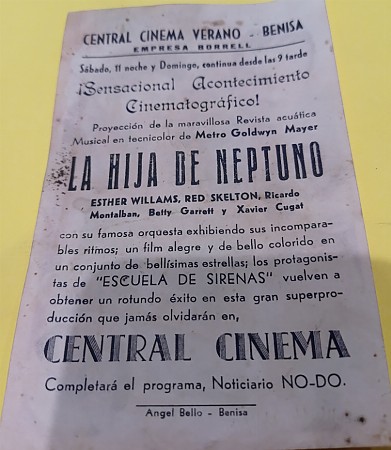 CENTRAL CINEMA VERANO - BENISA
EMPRESA BORRELL
Sábado, 11 noche y Domingo, continua desde las 9 tarde
¡Sensacional Acontecimiento
Cinematográfico!
Proyección de la maravillosa Revista acuática
Musical en tecnicolor de Metro Goldwyn Mayer
LA HIJA DE NEPTUNO
ESTHER WILLAMS, RED SKELTON, Ricardo
Montalban, Betty Garrett y Xavier Cugat
con su famosa orquesta exhibiendo sus incompara-
bles ritmos; un film alegre y de bello colorido en
un conjunto de bellísimas estrellas; los protagonis-
tas de "ESCUELA DE SIRENAS" vuelven a
obtener un rotundo éxito en esta gran superpro-
ducción que jamás olvidarán en,
CENTRAL CINEMA
Completará el programa, Noticiario NO-DO.
Angel Bello - Benisa